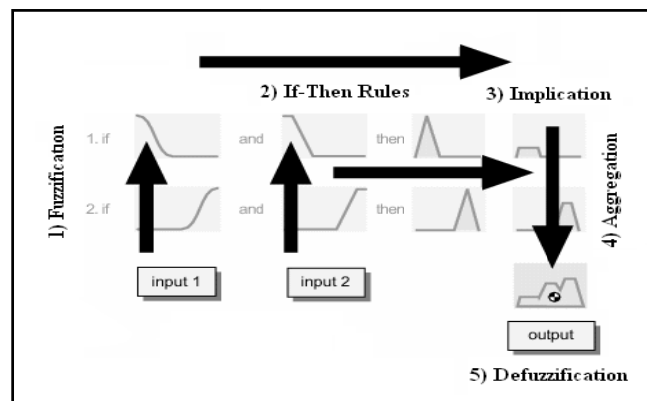 2) If-Then Rules
3) Implication
1) Fuzzification
1. if and then
2. if and then
4) Aggregation
input 1 input 2
output
5) Defuzzification